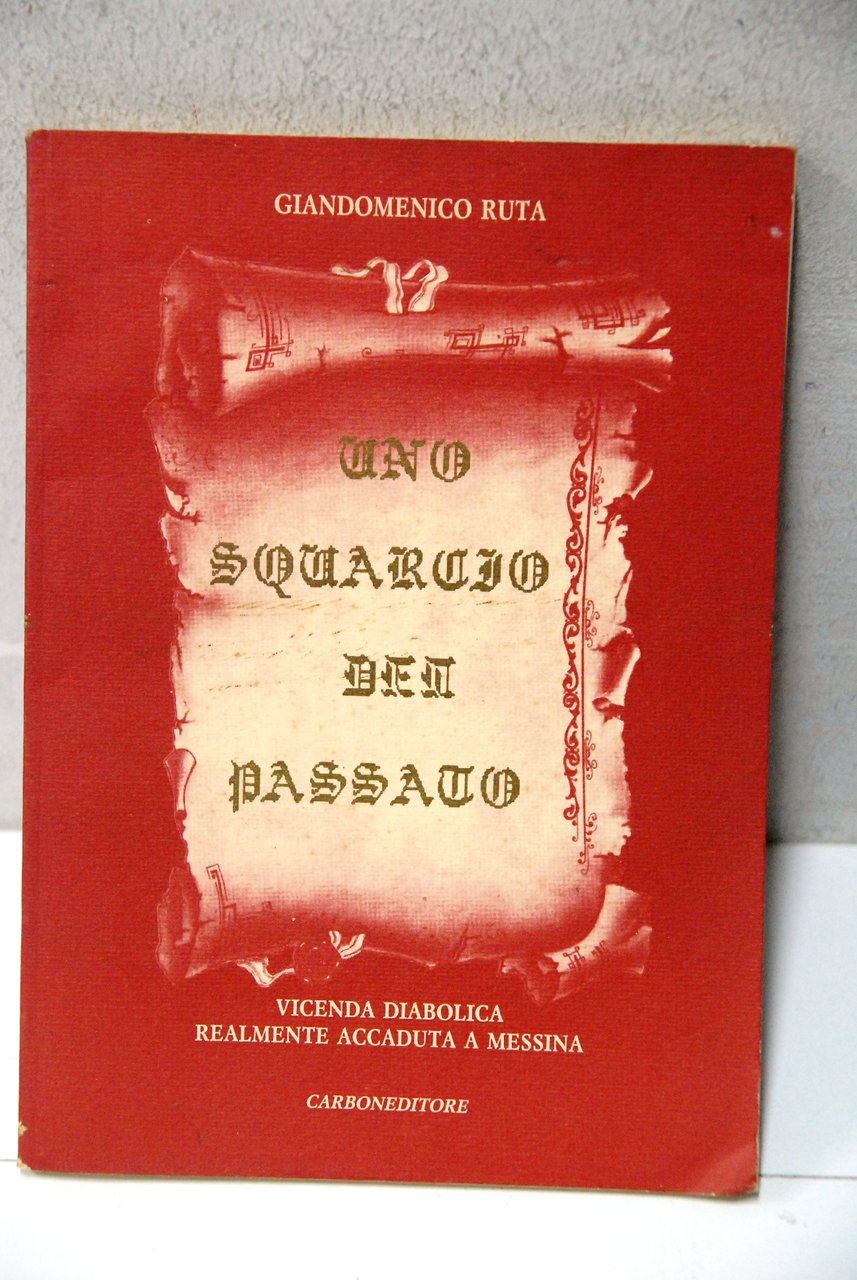 GIANDOMENICO RUTA
UNO
SQUARCIO
DEL
PASSATO
VICENDA DIABOLICA
REALMENTE ACCADUTA A MESSINA
CARBONEDITORE